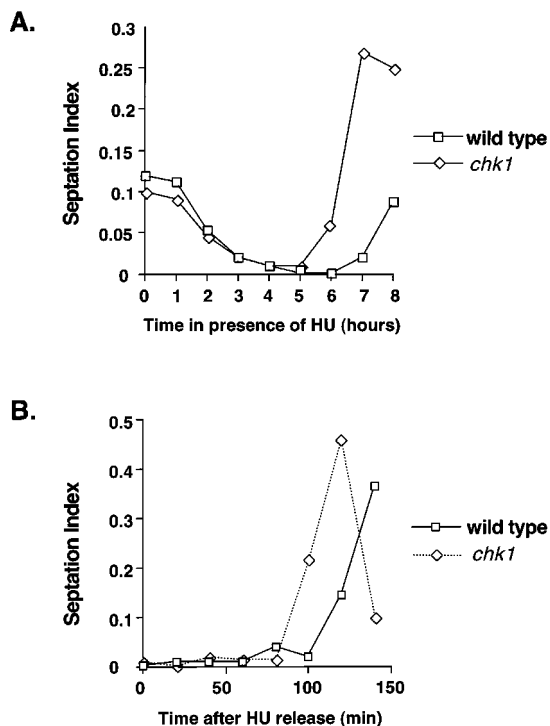 A.
0.3
0.25
0.2
0.15
0.1
0.05
0
Septation Index
0 1 2 3 4 5 6 7 8
Time in presence of HU (hours)
wild type
chk1
B.
0.5
0.4
0.3
0.2
0.1
0
Septation Index
0 50 100 150
Time after HU release (min)
wild type
chk1